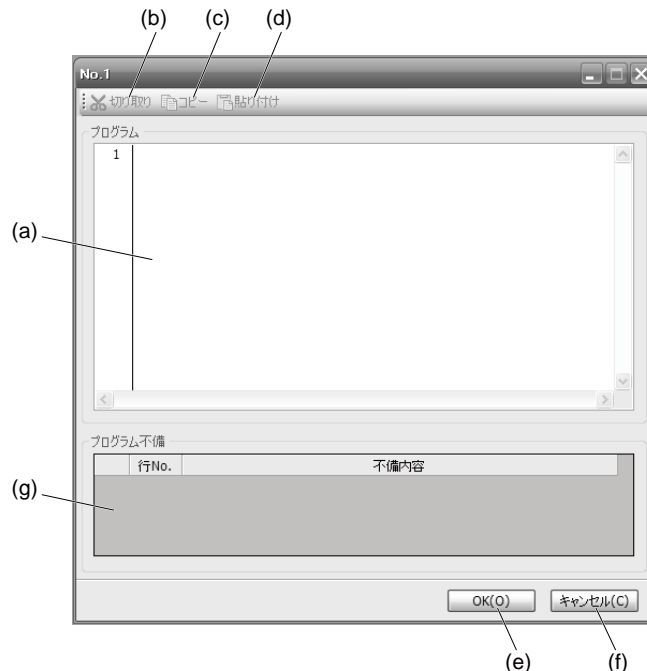 (b) (c) (d)
No.1
切り取り コピー 貼り付け
プログラム
1
(a)
プログラム不備
行No. 不備内容
(g)
OK(O) キャンセル(C)
(e) (f)